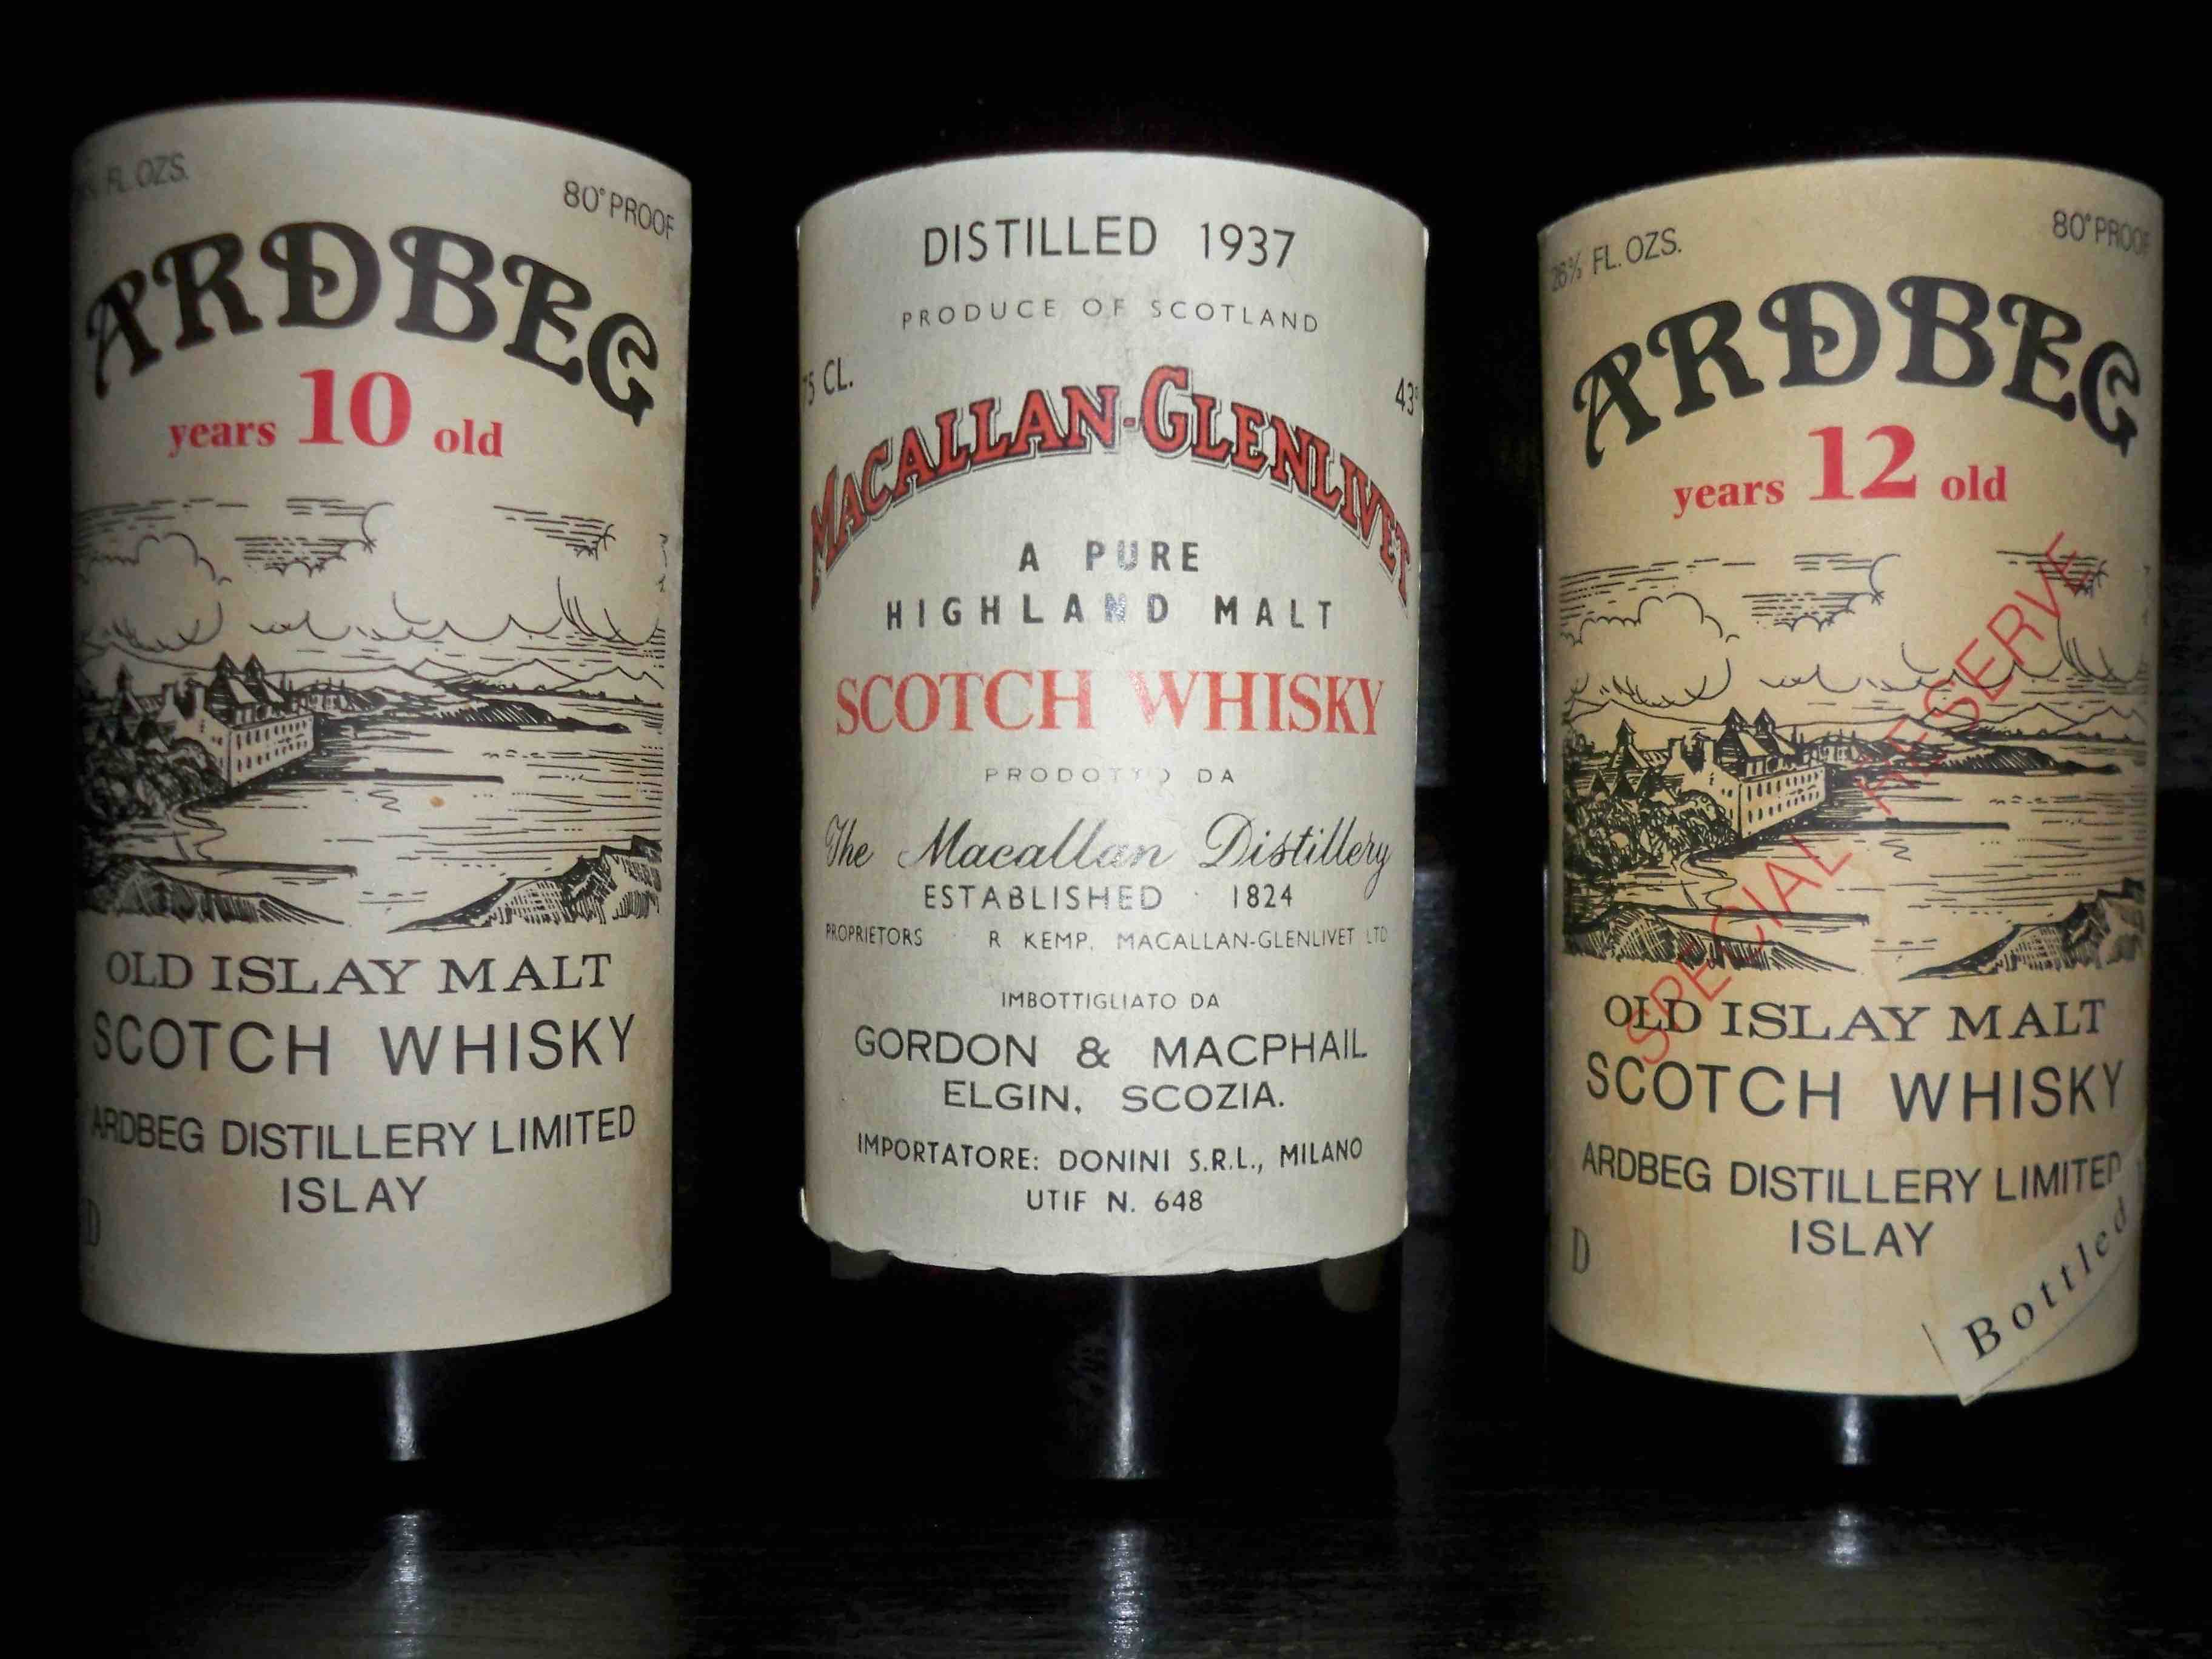 FL. OZS.
80° PROOF
ARDBEG
years 10 old
OLD ISLAY MALT
SCOTCH WHISKY
ARDBEG DISTILLERY LIMITED
ISLAY
D
DISTILLED 1937
PRODUCE OF SCOTLAND
75 CL.
43°
MACALLAN-GLENLIVET
A PURE
HIGHLAND MALT
SCOTCH WHISKY
PRODOTTO DA
The Macallan Distillery
ESTABLISHED 1824
PROPRIETORS R KEMP, MACALLAN-GLENLIVET LTD
IMBOTTIGLIATO DA
GORDON & MACPHAIL
ELGIN, SCOZIA.
IMPORTATORE: DONINI S.R.L., MILANO
UTIF N. 648
26⅔ FL. OZS.
80° PROOF
ARDBEG
years 12 old
SPECIAL RESERVE
OLD ISLAY MALT
SCOTCH WHISKY
ARDBEG DISTILLERY LIMITED
ISLAY
D
Bottled